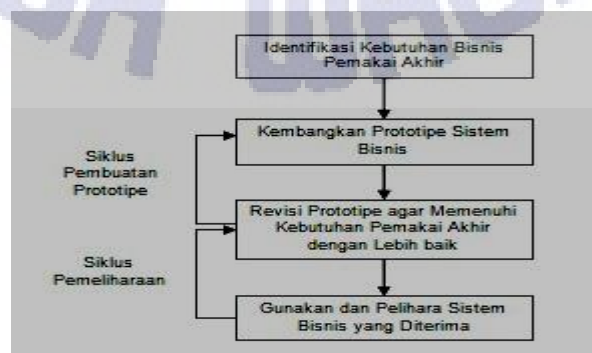 Identifikasi Kebutuhan Bisnis
Pemakai Akhir
Kembangkan Prototipe Sistem
Bisnis
Siklus
Pembuatan
Prototipe
Revisi Prototipe agar Memenuhi
Kebutuhan Pemakai Akhir
dengan Lebih baik
Siklus
Pemeliharaan
Gunakan dan Pelihara Sistem
Bisnis yang Diterima